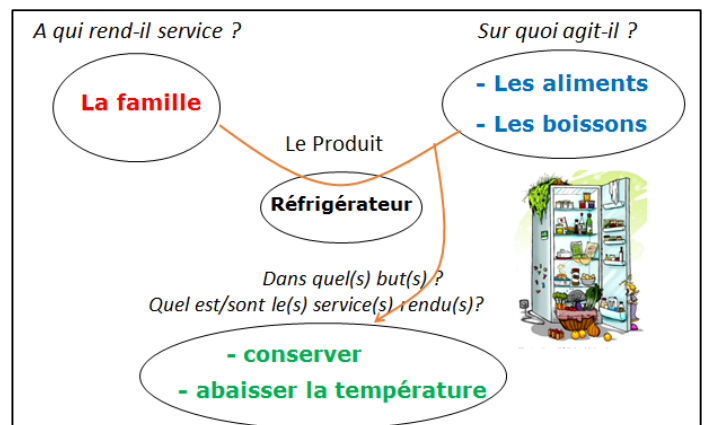 A qui rend-il service ?
Sur quoi agit-il ?
La famille
- Les aliments
- Les boissons
Le Produit
Réfrigérateur
Dans quel(s) but(s) ?
Quel est/sont le(s) service(s) rendu(s)?
- conserver
- abaisser la température